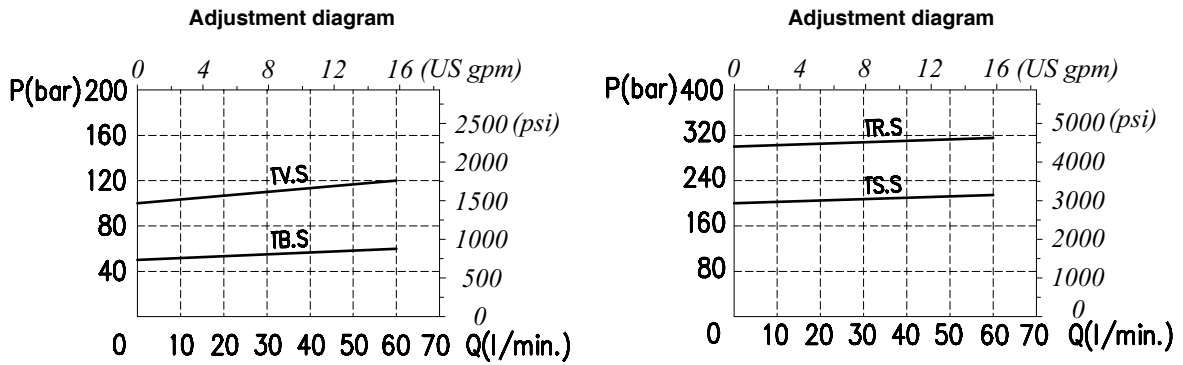 Adjustment diagram
0 4 8 12 16 (US gpm)
P(bar) 200
160
120
80
40
2500 (psi)
2000
1500
1000
500
0
TV.S
TB.S
0 10 20 30 40 50 60 70 Q(l/min.)
Adjustment diagram
0 4 8 12 16 (US gpm)
P(bar) 400
320
240
160
80
5000 (psi)
4000
3000
2000
1000
0
TR.S
TS.S
0 10 20 30 40 50 60 70 Q(l/min.)